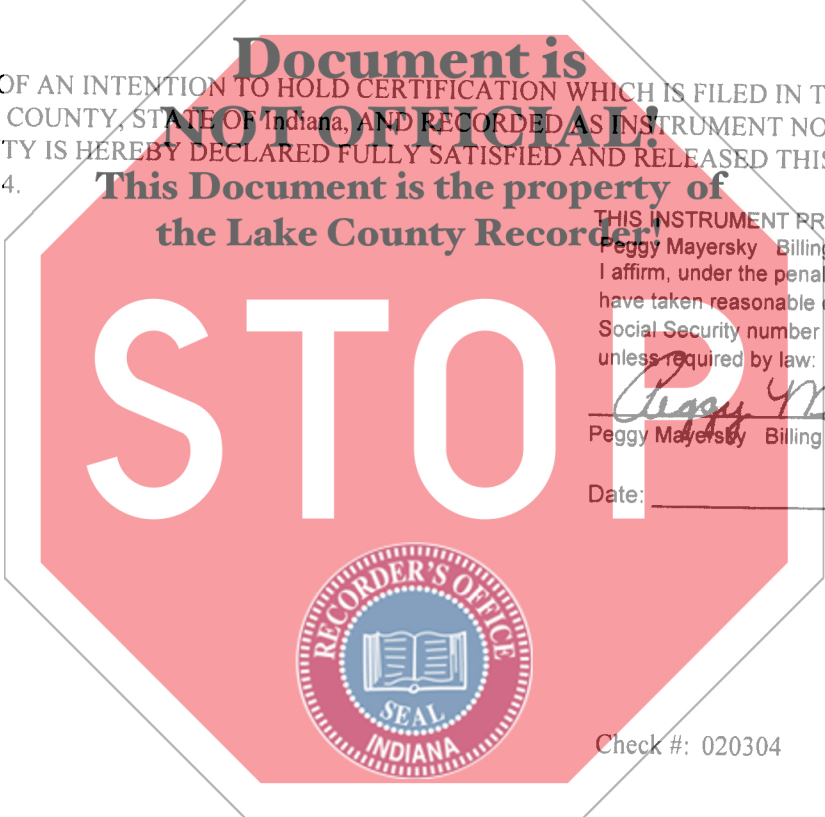 Document is
OF AN INTENTION TO HOLD CERTIFICATION WHICH IS FILED IN T
NOT OFFICIAL!
COUNTY, STATE OF Indiana, AND RECORDED AS INSTRUMENT NO
TY IS HEREBY DECLARED FULLY SATISFIED AND RELEASED THIS
4.
This Document is the property of
the Lake County Recorder!
THIS INSTRUMENT PR
Peggy Mayersky Billing
I affirm, under the penal
have taken reasonable
Social Security number
unless required by law:
STOP
Peggy M
Peggy Mayersky Billing
Date:
RECORDER'S OFFICE
SEAL
INDIANA
Check #: 020304